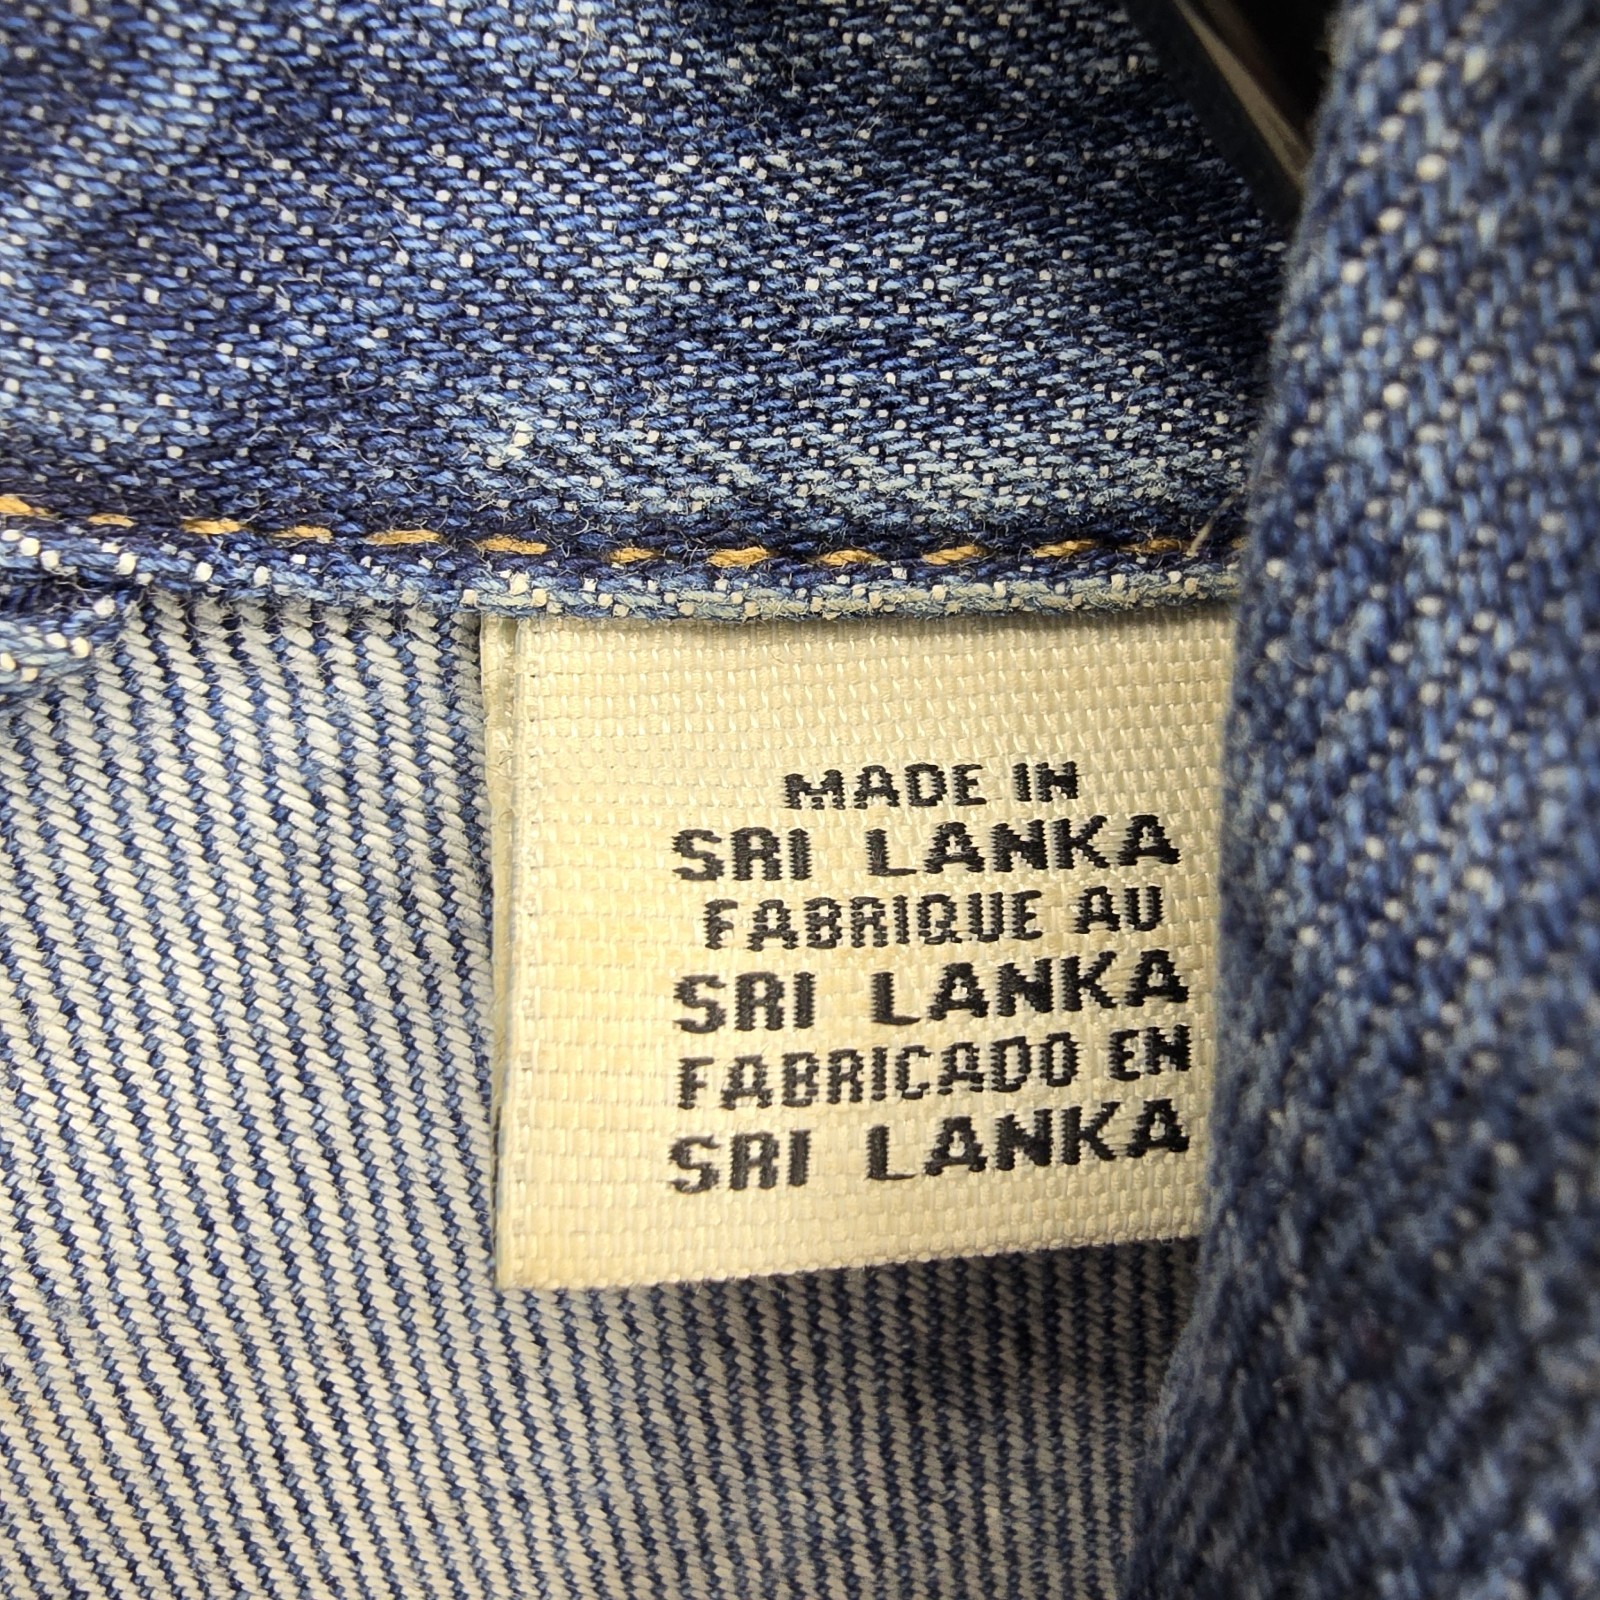 MADE IN
SRI LANKA
FABRIQUE AU
SRI LANKA
FABRICADO EN
SRI LANKA